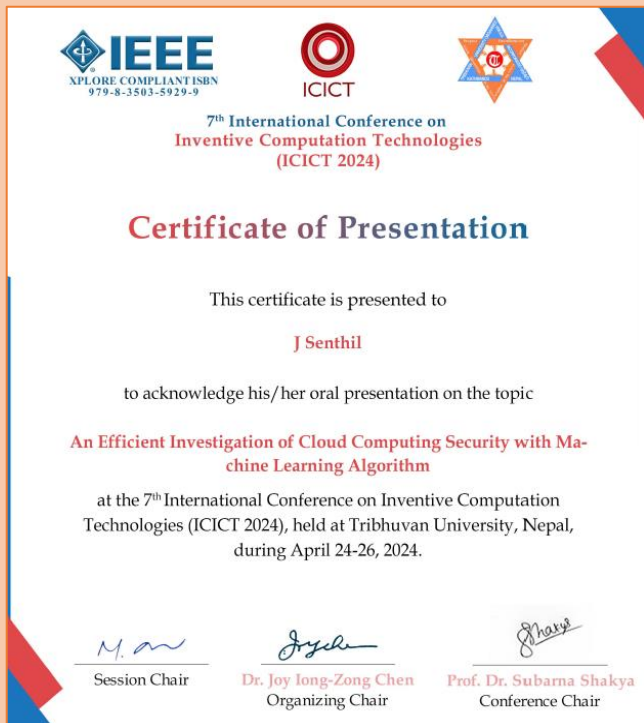 IEEE
XPLORE COMPLIANT ISBN
979-8-3503-5929-9
ICICT
7th International Conference on
Inventive Computation Technologies
(ICICT 2024)
Certificate of Presentation
This certificate is presented to
J Senthil
to acknowledge his/her oral presentation on the topic
An Efficient Investigation of Cloud Computing Security with Ma-
chine Learning Algorithm
at the 7th International Conference on Inventive Computation
Technologies (ICICT 2024), held at Tribhuvan University, Nepal,
during April 24-26, 2024.
Session Chair
Dr. Joy Iong-Zong Chen
Organizing Chair
Prof. Dr. Subarna Shakya
Conference Chair